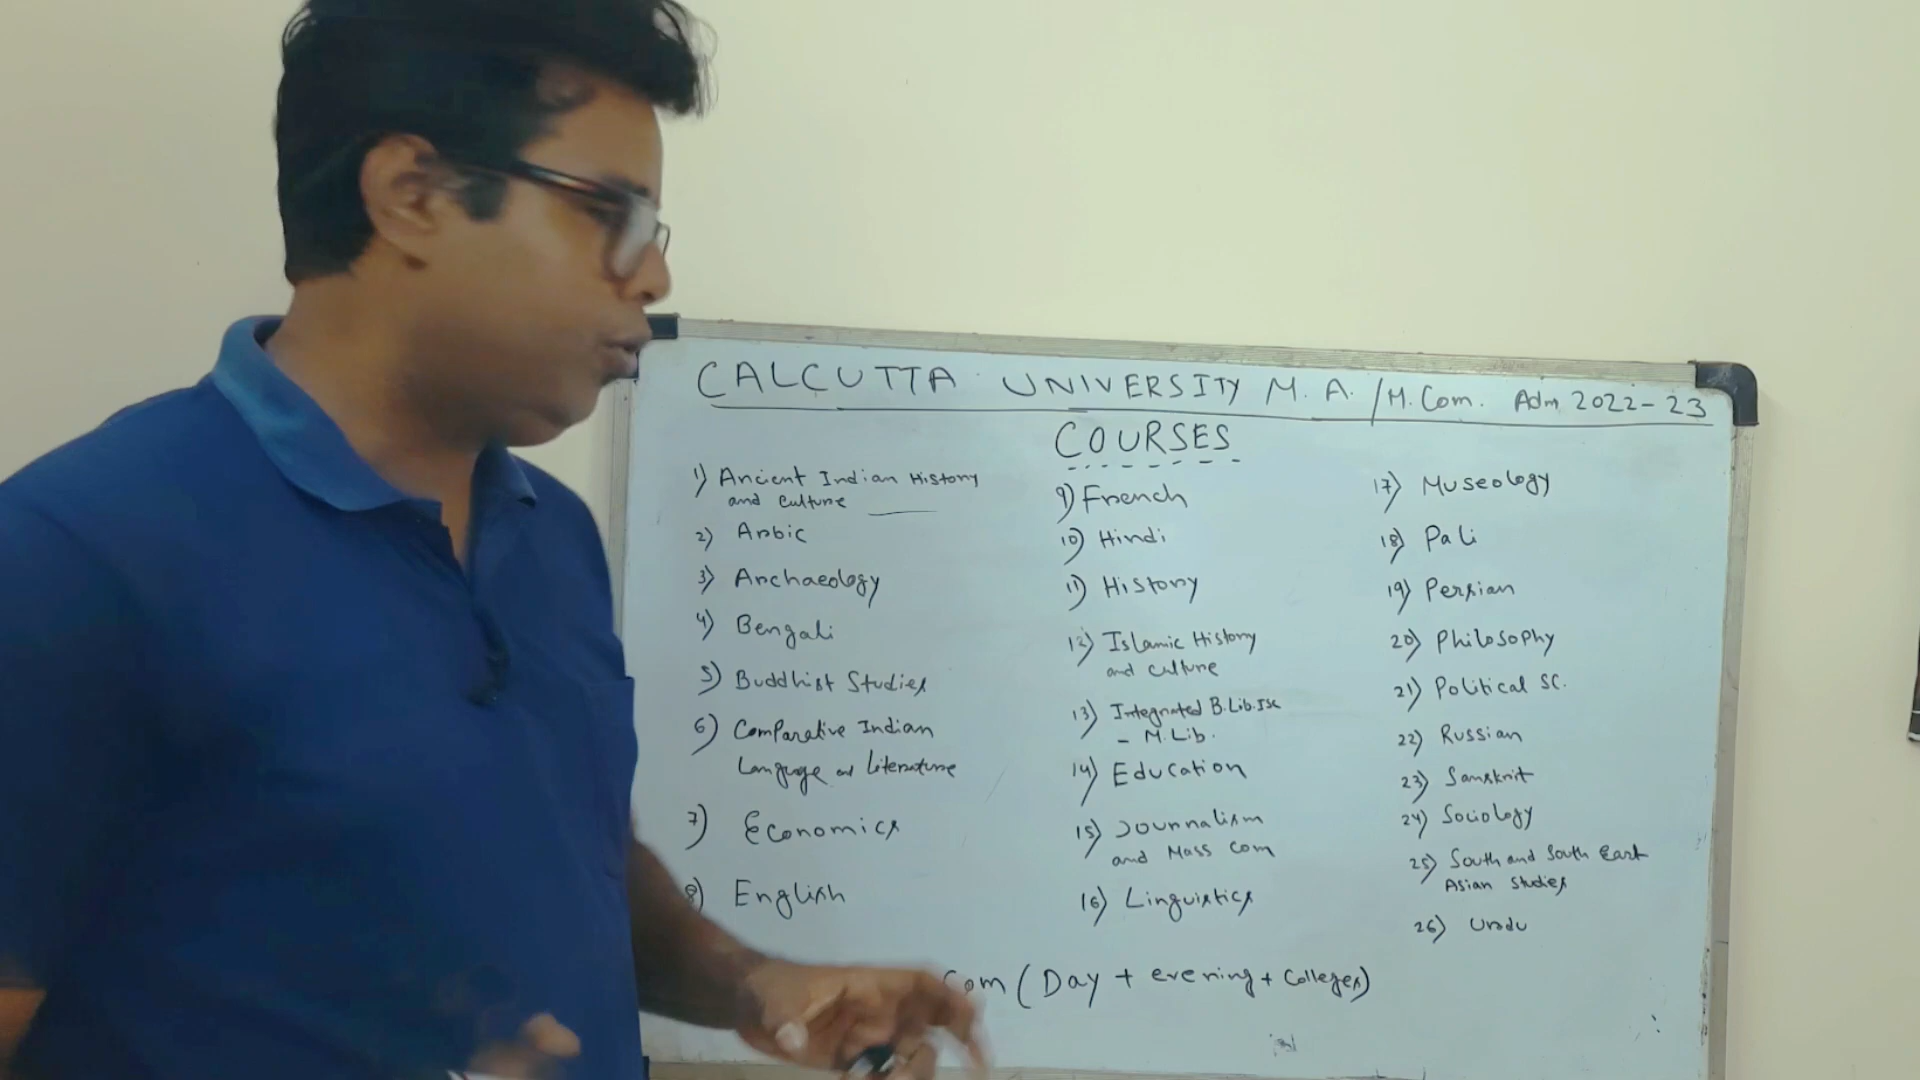 CALCUTTA UNIVERSITY M.A./M.Com. Adm 2022-23
COURSES
1) Ancient Indian History
and Culture
2) Arbic
3) Archaeology
4) Bengali
5) Buddhist Studies
6) Comparative Indian
Languge and Literature
7) Economics
8) English
9) French
10) Hindi
11) History
12) Islamic History
and Culture
13) Integrated B.Lib.Isc
- M.Lib.
14) Education
15) Journalism
and Mass Com
16) Linguistics
17) Museology
18) Pali
19) Persian
20) Philosophy
21) Political Sc.
22) Russian
23) Sanskrit
24) Sociology
25) South and South East
Asian Studies
26) Urdu
Com (Day + evening + Colleges)